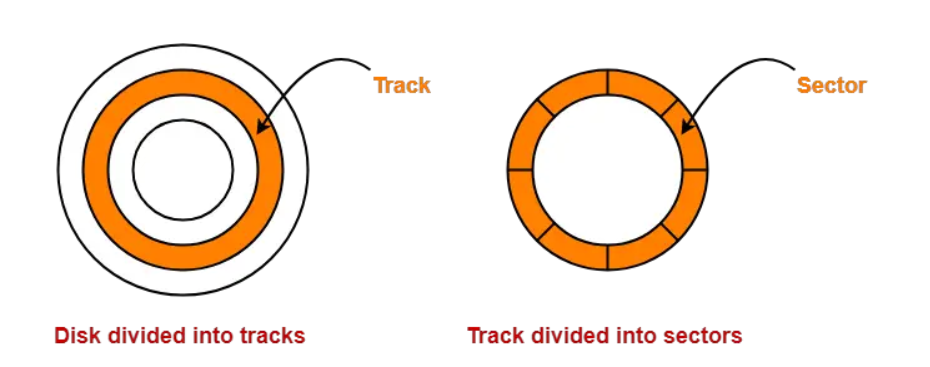 Track
Sector
Disk divided into tracks
Track divided into sectors